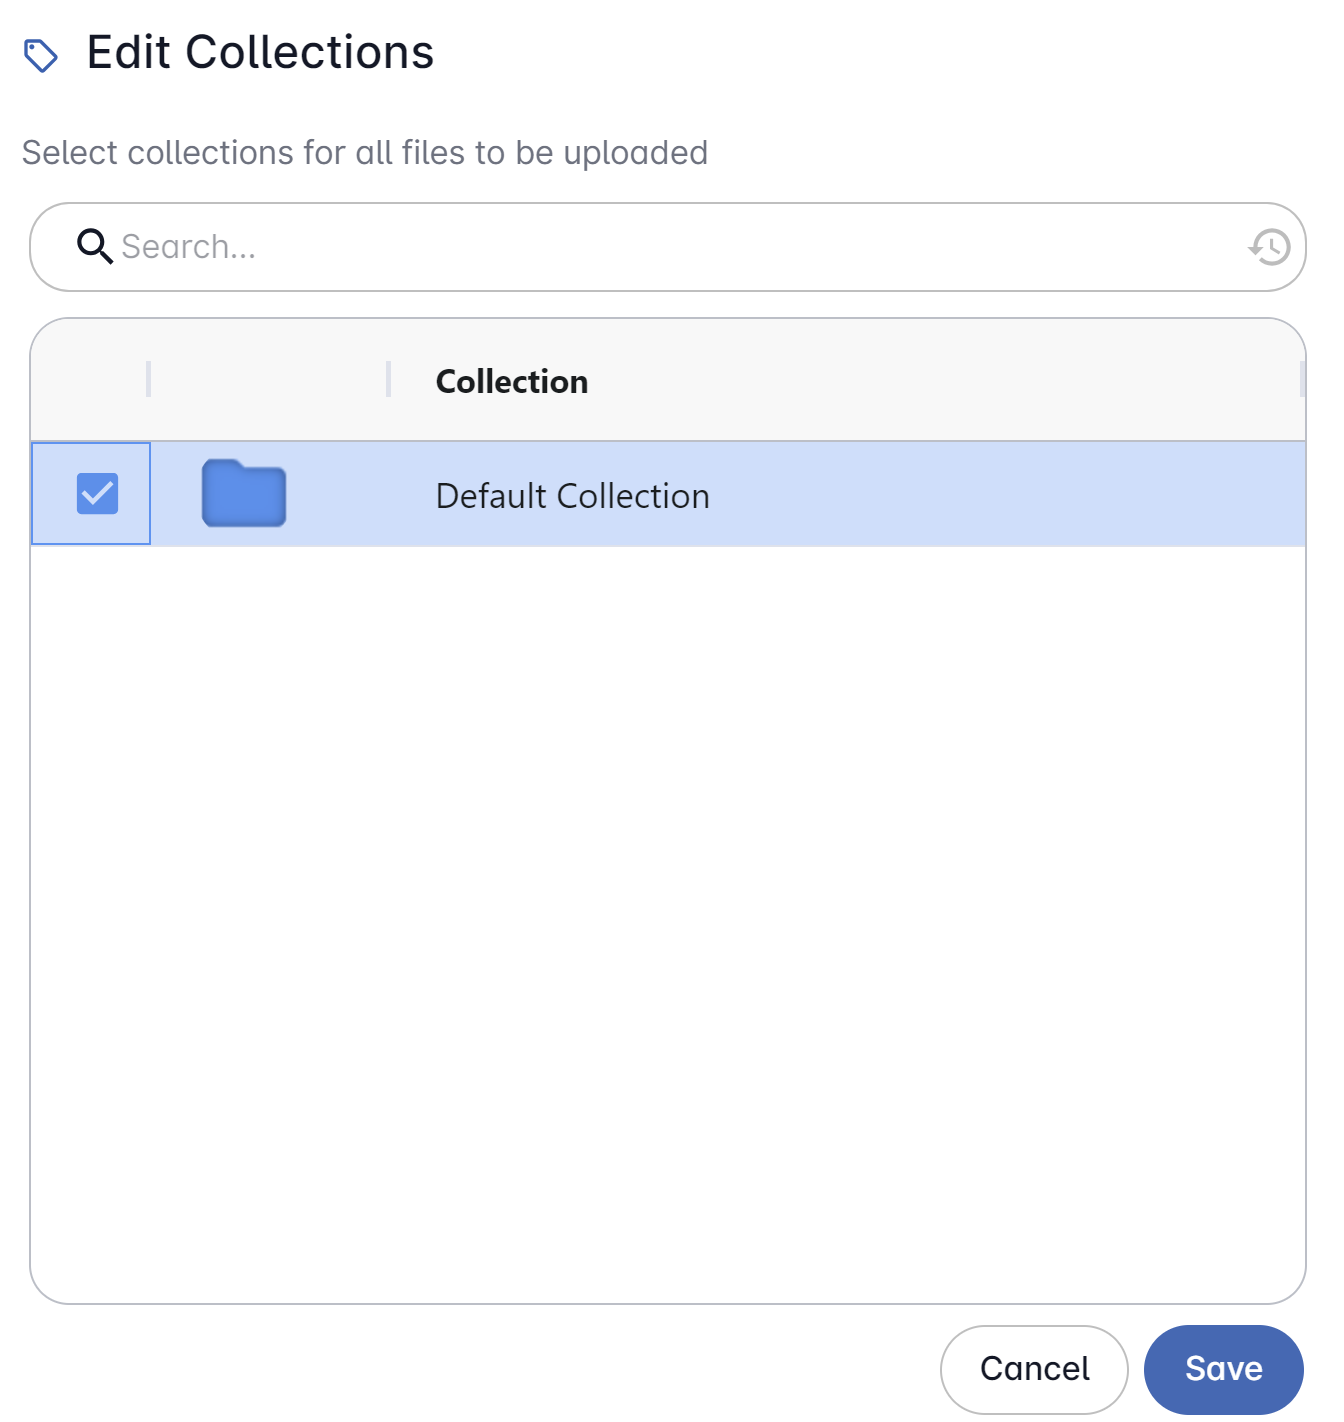 Edit Collections
Select collections for all files to be uploaded
Search...
Collection
Default Collection
Cancel
Save